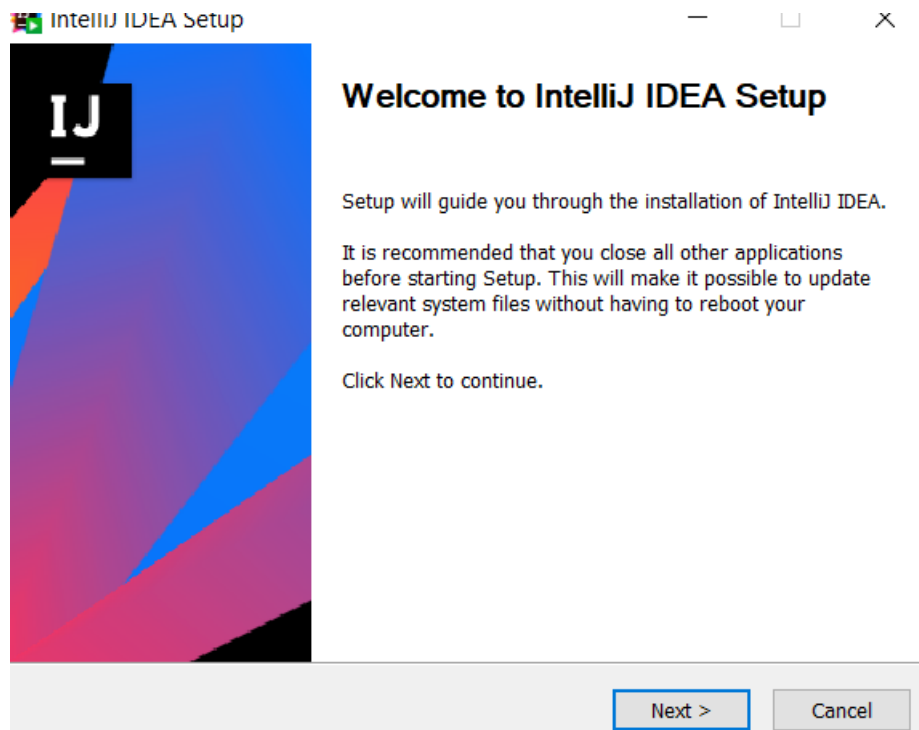 IntelliJ IDEA Setup
IJ
Welcome to IntelliJ IDEA Setup
Setup will guide you through the installation of IntelliJ IDEA.
It is recommended that you close all other applications
before starting Setup. This will make it possible to update
relevant system files without having to reboot your
computer.
Click Next to continue.
Next >
Cancel